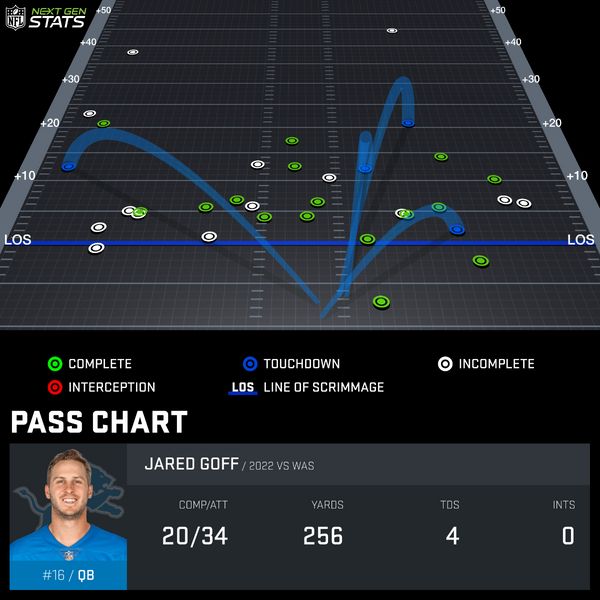 NFL NEXT GEN STATS
+50 +50
+40 +40
+30 +30
+20 +20
+10 +10
LOS LOS
COMPLETE TOUCHDOWN INCOMPLETE
INTERCEPTION LOS LINE OF SCRIMMAGE
PASS CHART
JARED GOFF / 2022 VS WAS
COMP/ATT YARDS TDS INTS
20/34 256 4 0
#16 / QB